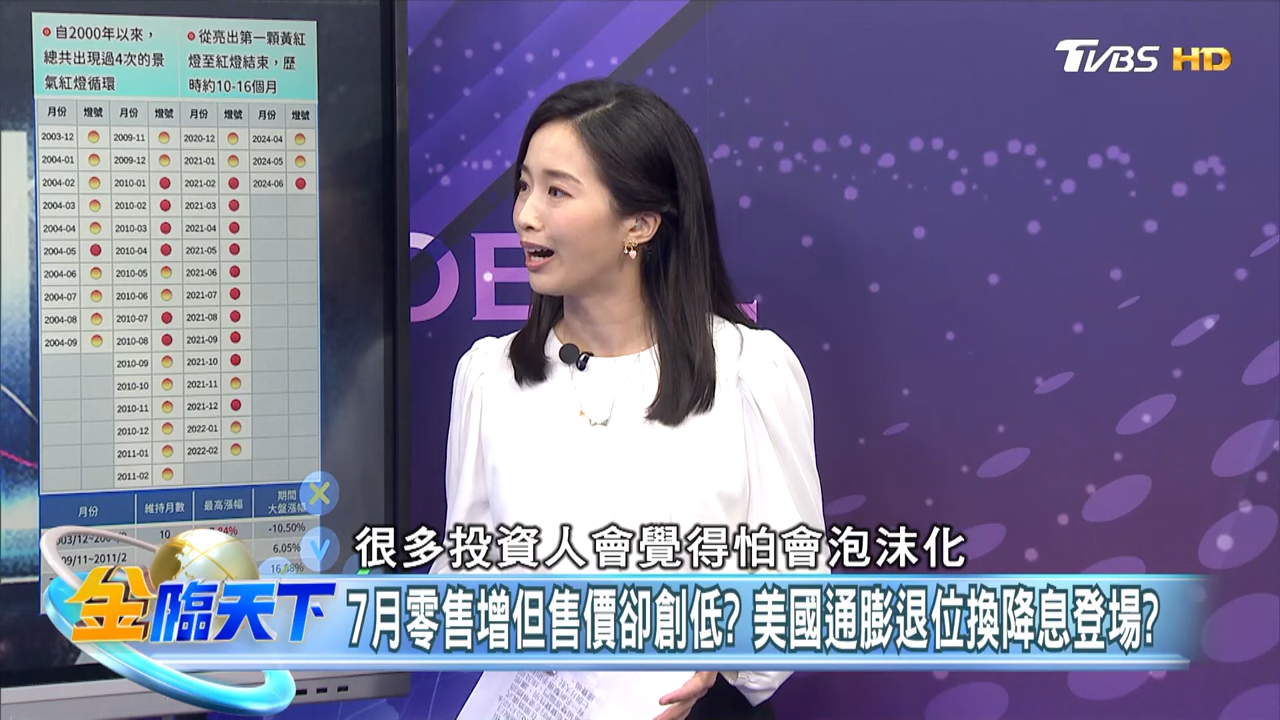 自2000年以來，
總共出現過4次的景
氣紅燈循環
從亮出第一顆黃紅
燈至紅燈結束，歷
時約10-16個月
TVBS HD
月份 燈號 月份 燈號 月份 燈號 月份 燈號
2003-12 2009-11 2020-12 2024-04
2004-01 2009-12 2021-01 2024-05
2004-02 2010-01 2021-02 2024-06
2004-03 2010-02 2021-03
2004-04 2010-03 2021-04
2004-05 2010-04 2021-05
2004-06 2010-05 2021-06
2004-07 2010-06 2021-07
2004-08 2010-07 2021-08
2004-09 2010-08 2021-09
2010-09 2021-10
2010-10 2021-11
2010-11 2021-12
2010-12 2022-01
2011-01 2022-02
2011-02
月份 維持月數 最高漲幅 期間
大盤漲幅
10 -10.50%
6.05%
很多投資人會覺得怕會泡沫化
金臨天下
7月零售增但售價卻創低? 美國通膨退位換降息登場?